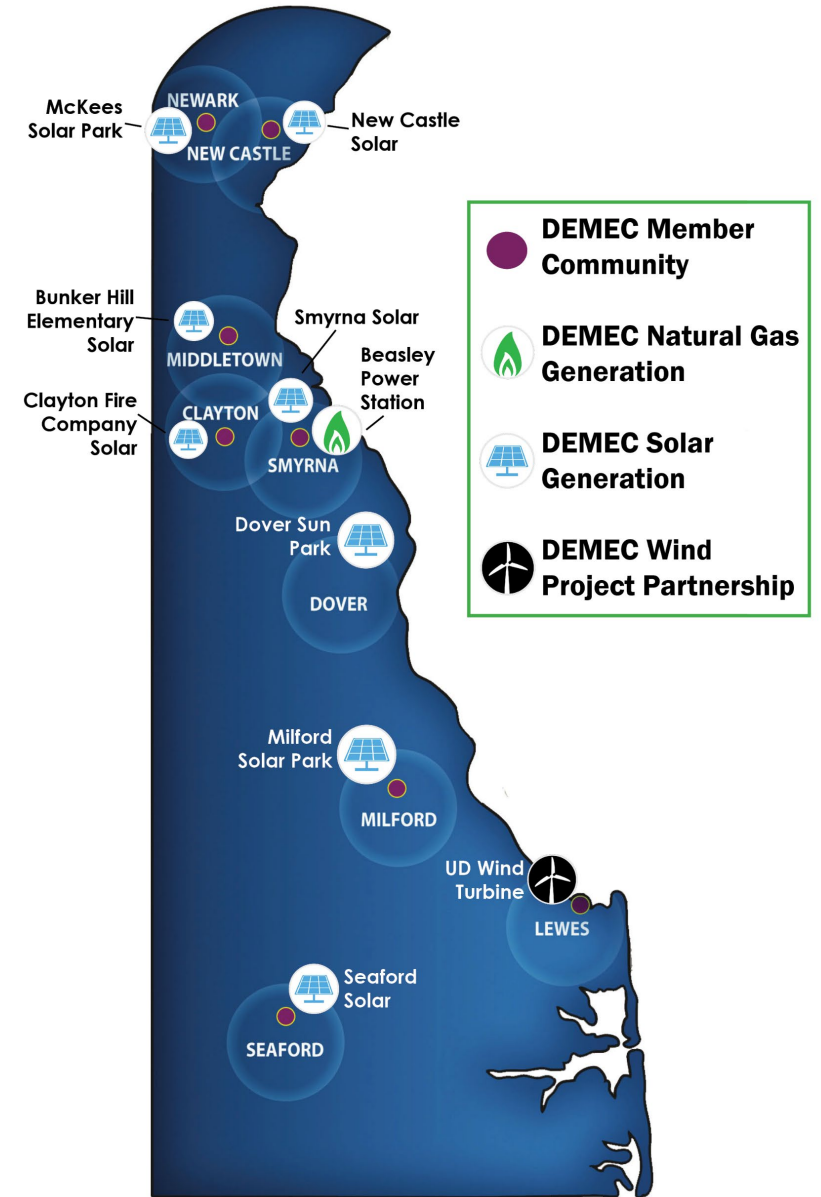 McKees
Solar Park
NEWARK
NEW CASTLE
New Castle
Solar
Bunker Hill
Elementary
Solar
MIDDLETOWN
Smyrna Solar
Beasley
Power
Station
Clayton Fire
Company
Solar
CLAYTON
SMYRNA
Dover Sun
Park
DOVER
Milford
Solar Park
MILFORD
UD Wind
Turbine
LEWES
Seaford
Solar
SEAFORD
DEMEC Member
Community
DEMEC Natural Gas
Generation
DEMEC Solar
Generation
DEMEC Wind
Project Partnership